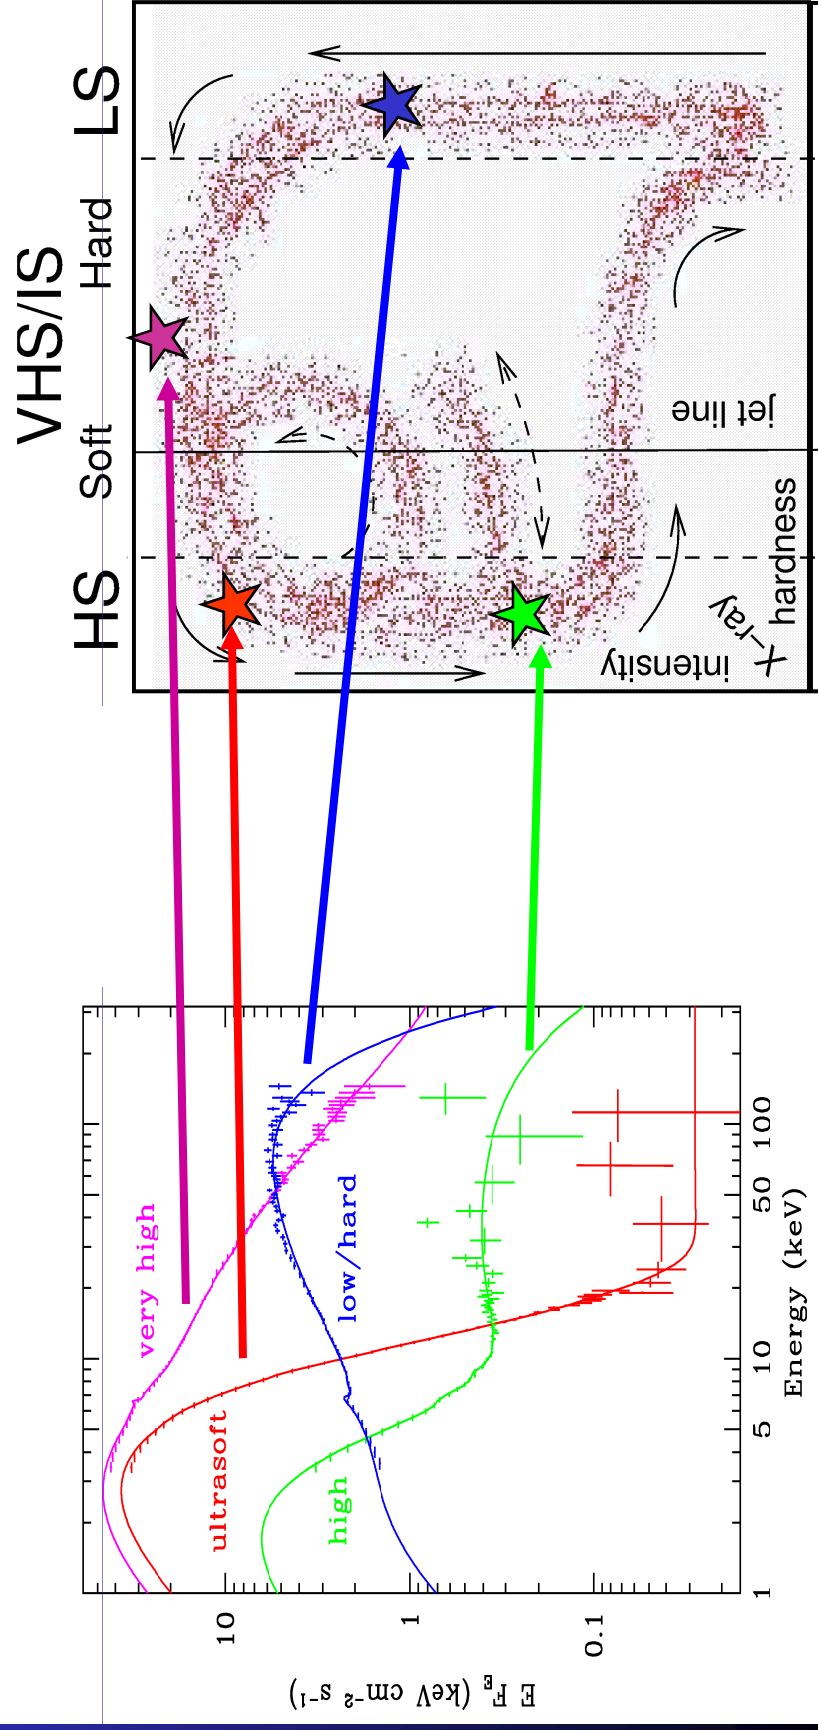 VHS/IS
HS
Soft
Hard
LS
jet line
X-ray
hardness
intensity
very high
ultrasoft
low/hard
high
10
1
0.1
E F_E (keV cm⁻² s⁻¹)
1
5
10
50
100
Energy (keV)